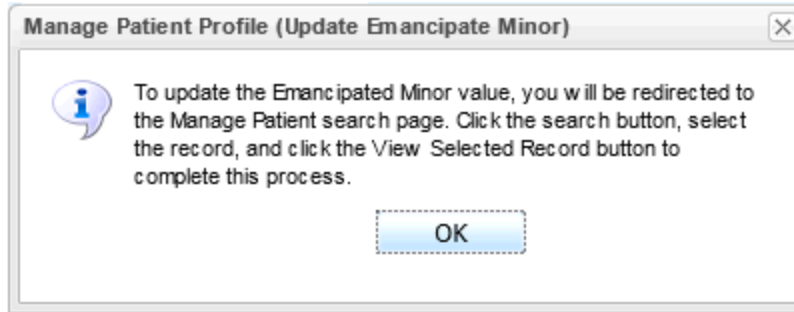 Manage Patient Profile (Update Emancipate Minor)
To update the Emancipated Minor value, you will be redirected to
the Manage Patient search page. Click the search button, select
the record, and click the View Selected Record button to
complete this process.
OK